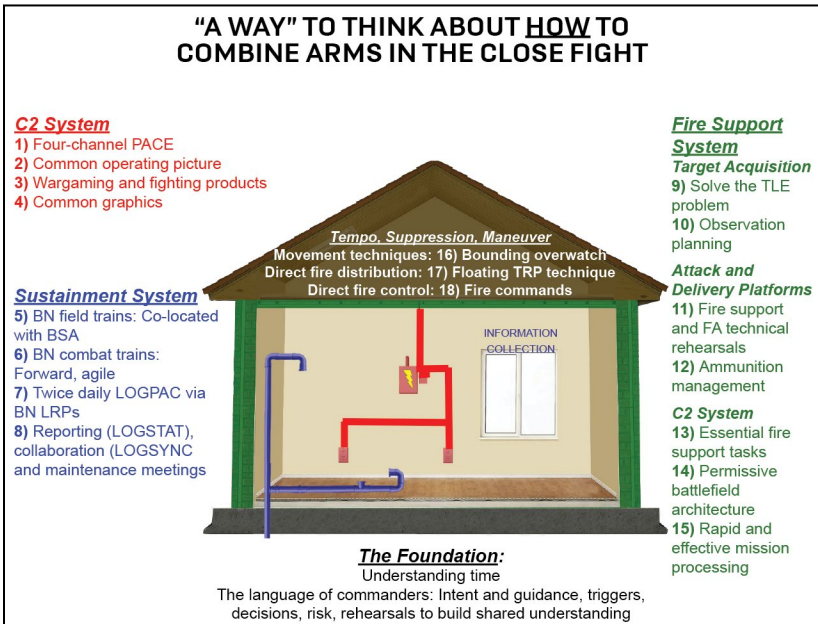 “A WAY” TO THINK ABOUT HOW TO
COMBINE ARMS IN THE CLOSE FIGHT
C2 System
1) Four-channel PACE
2) Common operating picture
3) Wargaming and fighting products
4) Common graphics
Sustainment System
5) BN field trains: Co-located
with BSA
6) BN combat trains:
Forward, agile
7) Twice daily LOGPAC via
BN LRPs
8) Reporting (LOGSTAT),
collaboration (LOGSYNC
and maintenance meetings
Tempo, Suppression, Maneuver
Movement techniques: 16) Bounding overwatch
Direct fire distribution: 17) Floating TRP technique
Direct fire control: 18) Fire commands
INFORMATION
COLLECTION
Fire Support
System
Target Acquisition
9) Solve the TLE
problem
10) Observation
planning
Attack and
Delivery Platforms
11) Fire support
and FA technical
rehearsals
12) Ammunition
management
C2 System
13) Essential fire
support tasks
14) Permissive
battlefield
architecture
15) Rapid and
effective mission
processing
The Foundation:
Understanding time
The language of commanders: Intent and guidance, triggers,
decisions, risk, rehearsals to build shared understanding